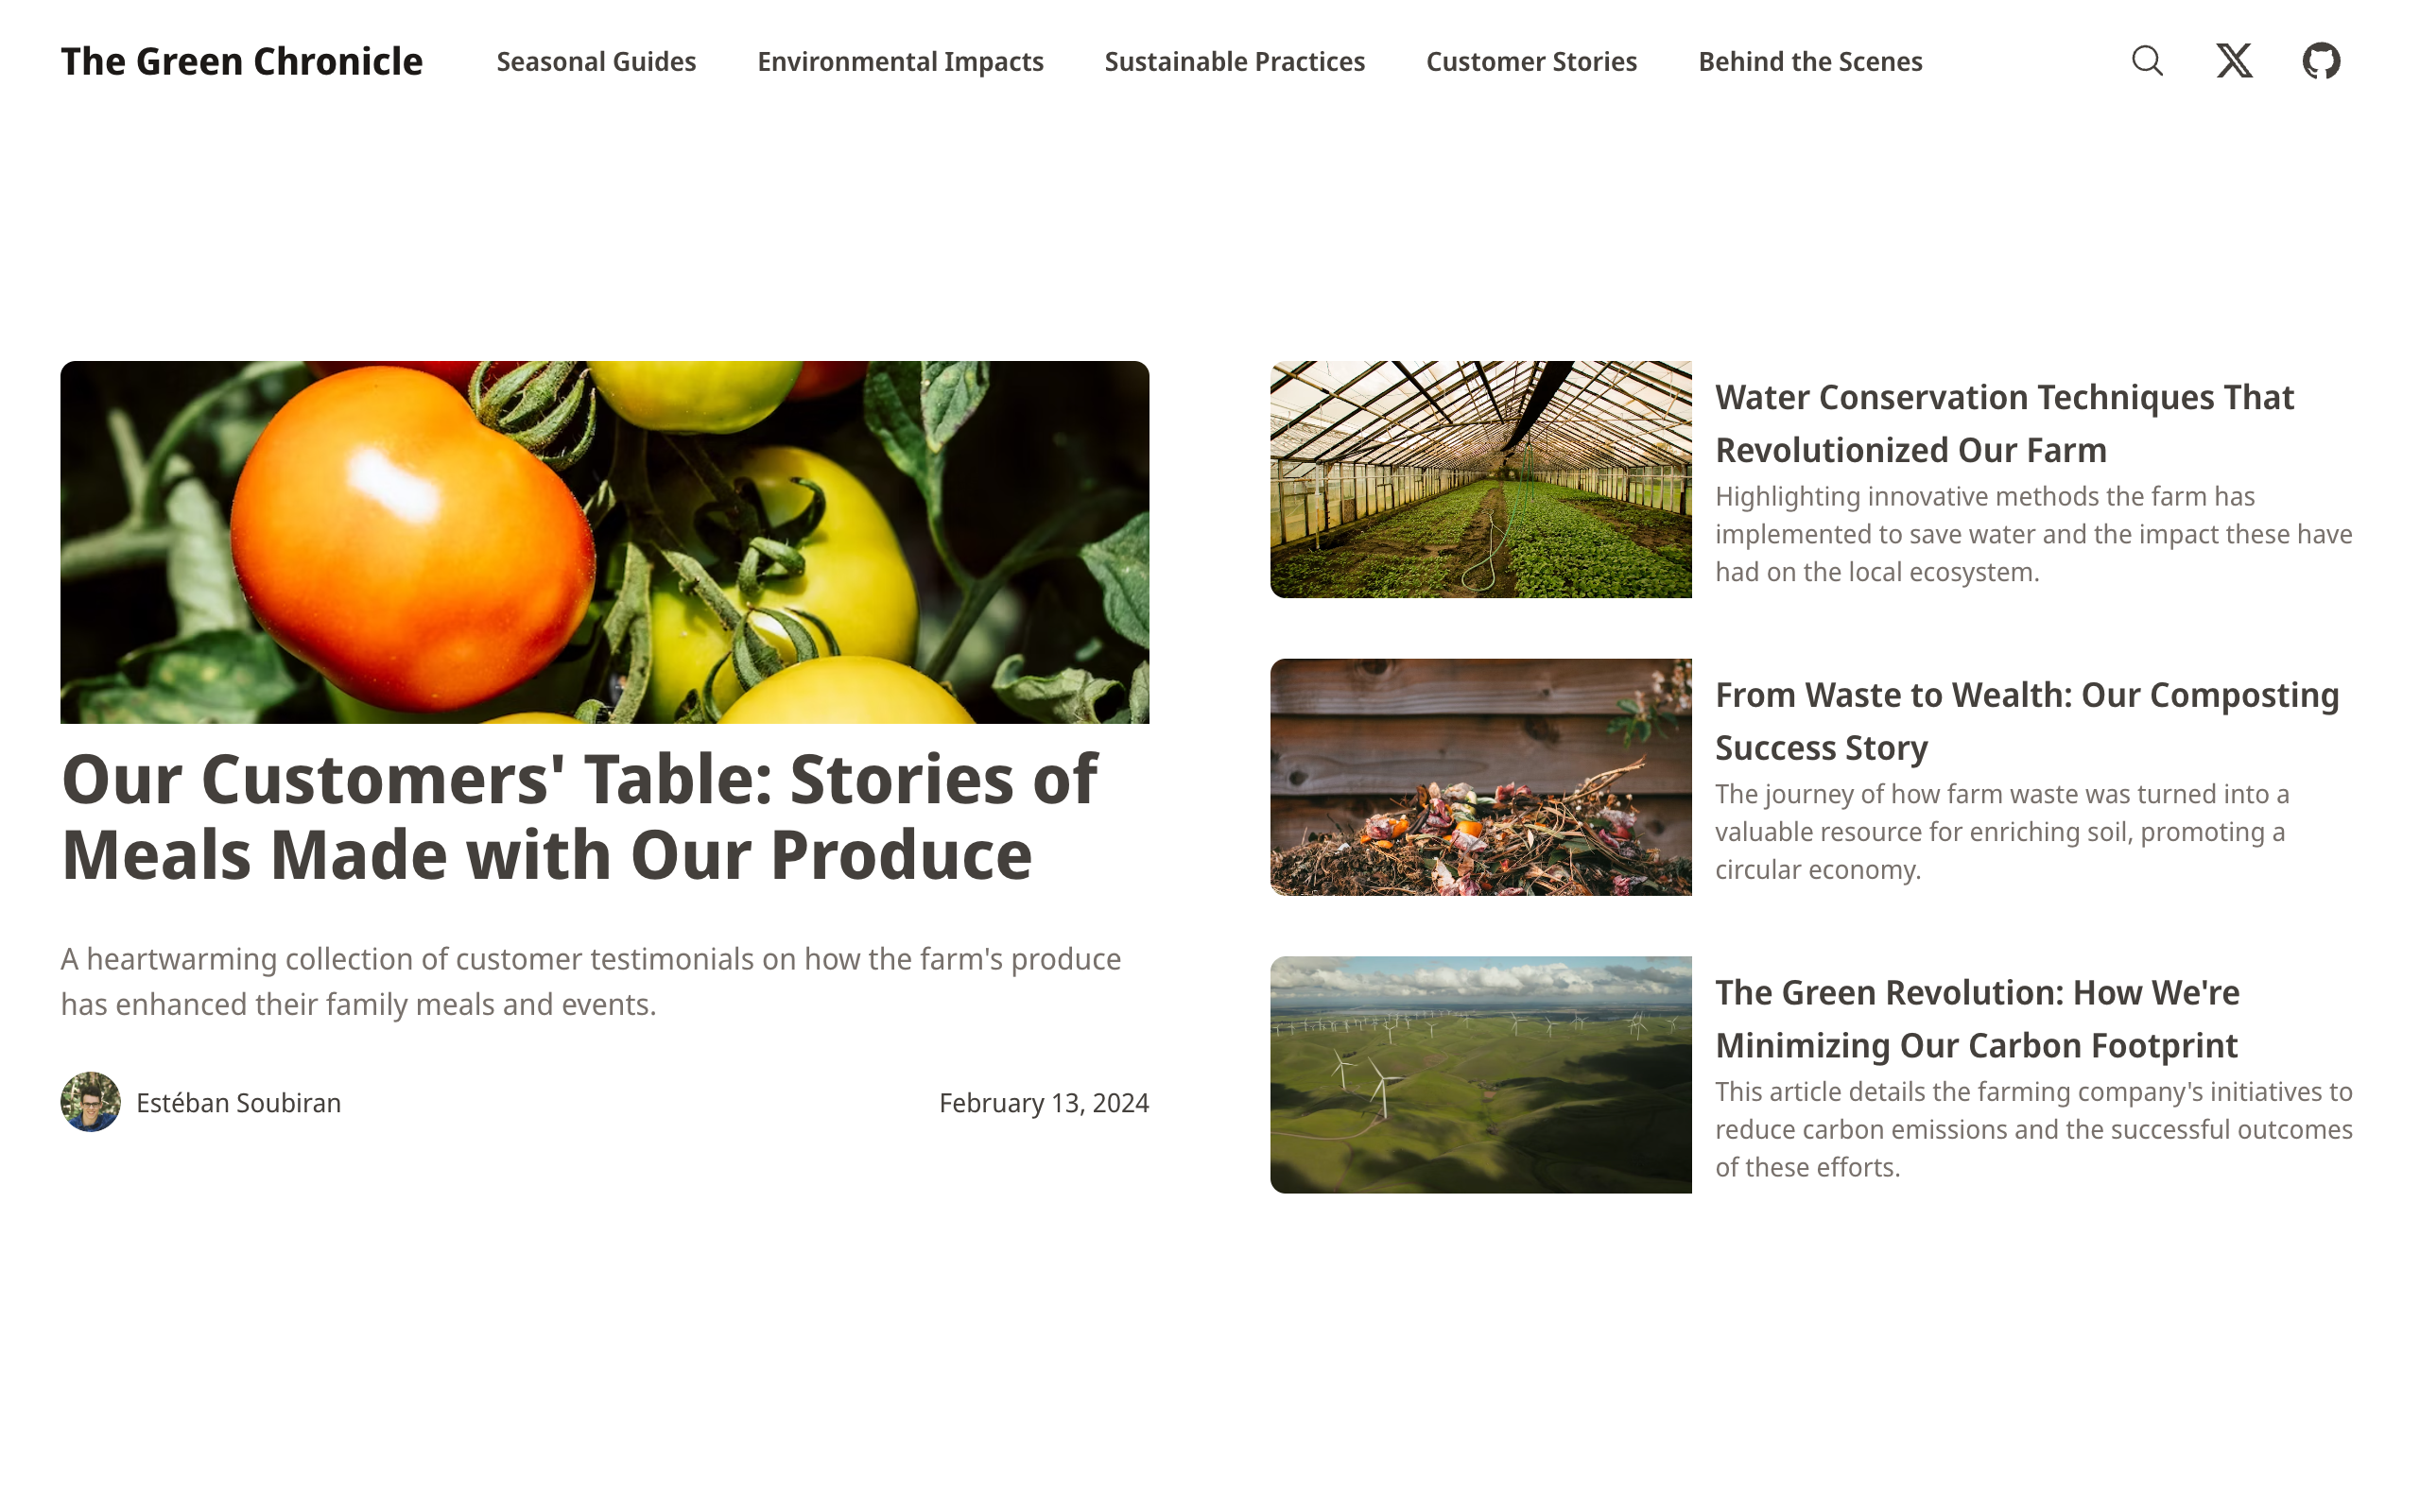 The Green Chronicle
Seasonal Guides
Environmental Impacts
Sustainable Practices
Customer Stories
Behind the Scenes
Our Customers' Table: Stories of
Meals Made with Our Produce
A heartwarming collection of customer testimonials on how the farm's produce
has enhanced their family meals and events.
Estéban Soubiran
February 13, 2024
Water Conservation Techniques That
Revolutionized Our Farm
Highlighting innovative methods the farm has
implemented to save water and the impact these have
had on the local ecosystem.
From Waste to Wealth: Our Composting
Success Story
The journey of how farm waste was turned into a
valuable resource for enriching soil, promoting a
circular economy.
The Green Revolution: How We're
Minimizing Our Carbon Footprint
This article details the farming company's initiatives to
reduce carbon emissions and the successful outcomes
of these efforts.